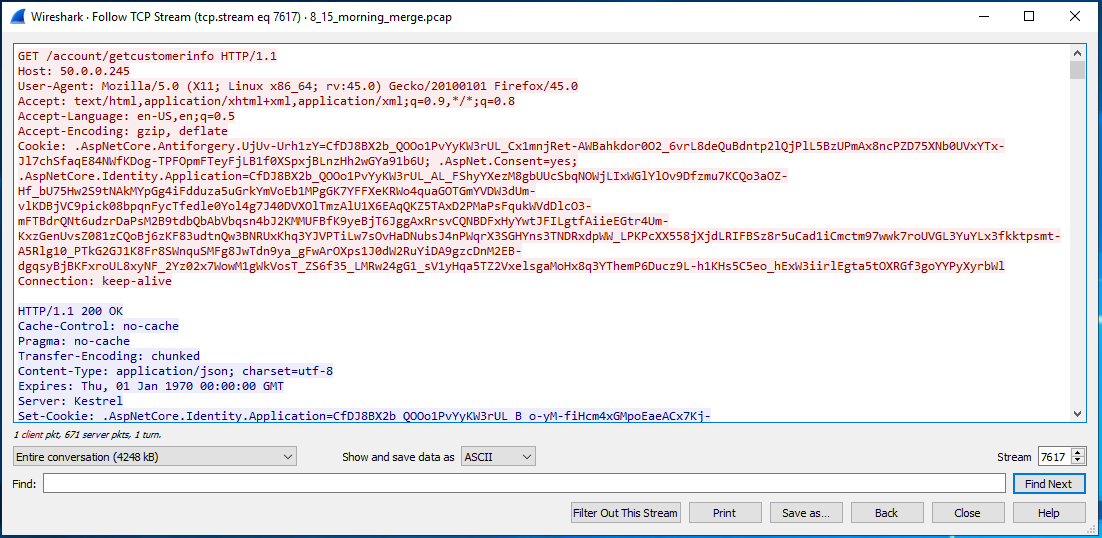 Wireshark · Follow TCP Stream (tcp.stream eq 7617) · 8_15_morning_merge.pcap
GET /account/getcustomerinfo HTTP/1.1
Host: 50.0.0.245
User-Agent: Mozilla/5.0 (X11; Linux x86_64; rv:45.0) Gecko/20100101 Firefox/45.0
Accept: text/html,application/xhtml+xml,application/xml;q=0.9,*/*;q=0.8
Accept-Language: en-US,en;q=0.5
Accept-Encoding: gzip, deflate
Cookie: .AspNetCore.Antiforgery.UjUv-Urh1zY=CfDJ8BX2b_QOOo1PvYyKW3rUL_Cx1mnjRet-AWBahkdor0O2_6vrL8deQuBdntp2lQjPlL5BzUPmAx8ncPZD75XNb0UVxYTx-
Jl7chSfaqE84NWfKDog-TPFOpmFTeyFjLB1f0XSpxjBLnzHh2wGYa91b6U; .AspNet.Consent=yes;
.AspNetCore.Identity.Application=CfDJ8BX2b_QOOo1PvYyKW3rUL_AL_FShyYXezM8gbUUcSbqNOWjLIxWGlYlOv9Dfzmu7KCQo3aOZ-
Hf_bU75Hw2S9tNAkMYpGg4iFdduza5uGrkYmVoEb1MPgGK7YFFXeKRWo4quaGOTGmYVDW3dUm-
vlKDBjVC9pick08bpqnFycTfedle0Yol4g7J40DVXOlTmzAlU1X6EAqQKZ5TAxD2PMaPsFqukWVdDlcO3-
mFTBdrQNt6udzrDaPsM2B9tdbQbAbVbqsn4bJ2KMMUFBfK9yeBjT6JggAxRrsvCQNBDFxHyYwtJFILgtfAiieEGtr4Um-
KxzGenUvsZ081zCQoBj6zKF83udtnQw3BNRUxKhq3YJVPTiLw7sOvHaDNubsJ4nPWqrX3SGHYns3TNDRxdpWW_LPKPcXX558jXjdLRIFBSz8r5uCad1iCmctm97wwk7roUVGL3YuYLx3fkktpsmt-
A5Rlg10_PTkG2GJ1K8Fr8SWnquSMFg8JwTdn9ya_gFwArOXps1J0dW2RuYiDA9gzcDnM2EB-
dgqsyBjBKFxroUL8xyNF_2Yz02x7WowM1gWkVosT_ZS6f35_LMRw24gG1_sV1yHqa5TZ2VxelsgaMoHx8q3YThemP6Ducz9L-h1KHs5C5eo_hExW3iirlEgta5tOXRGf3goYYPyXyrbWl
Connection: keep-alive
HTTP/1.1 200 OK
Cache-Control: no-cache
Pragma: no-cache
Transfer-Encoding: chunked
Content-Type: application/json; charset=utf-8
Expires: Thu, 01 Jan 1970 00:00:00 GMT
Server: Kestrel
Set-Cookie: .AspNetCore.Identity.Application=CfDJ8BX2b_QOOo1PvYyKW3rUL_B_o-yM-fiHcm4xGMpoEaeACx7Kj-
1 client pkt, 671 server pkts, 1 turn.
Entire conversation (4248 kB) Show and save data as ASCII Stream 7617
Find: Find Next
Filter Out This Stream Print Save as... Back Close Help